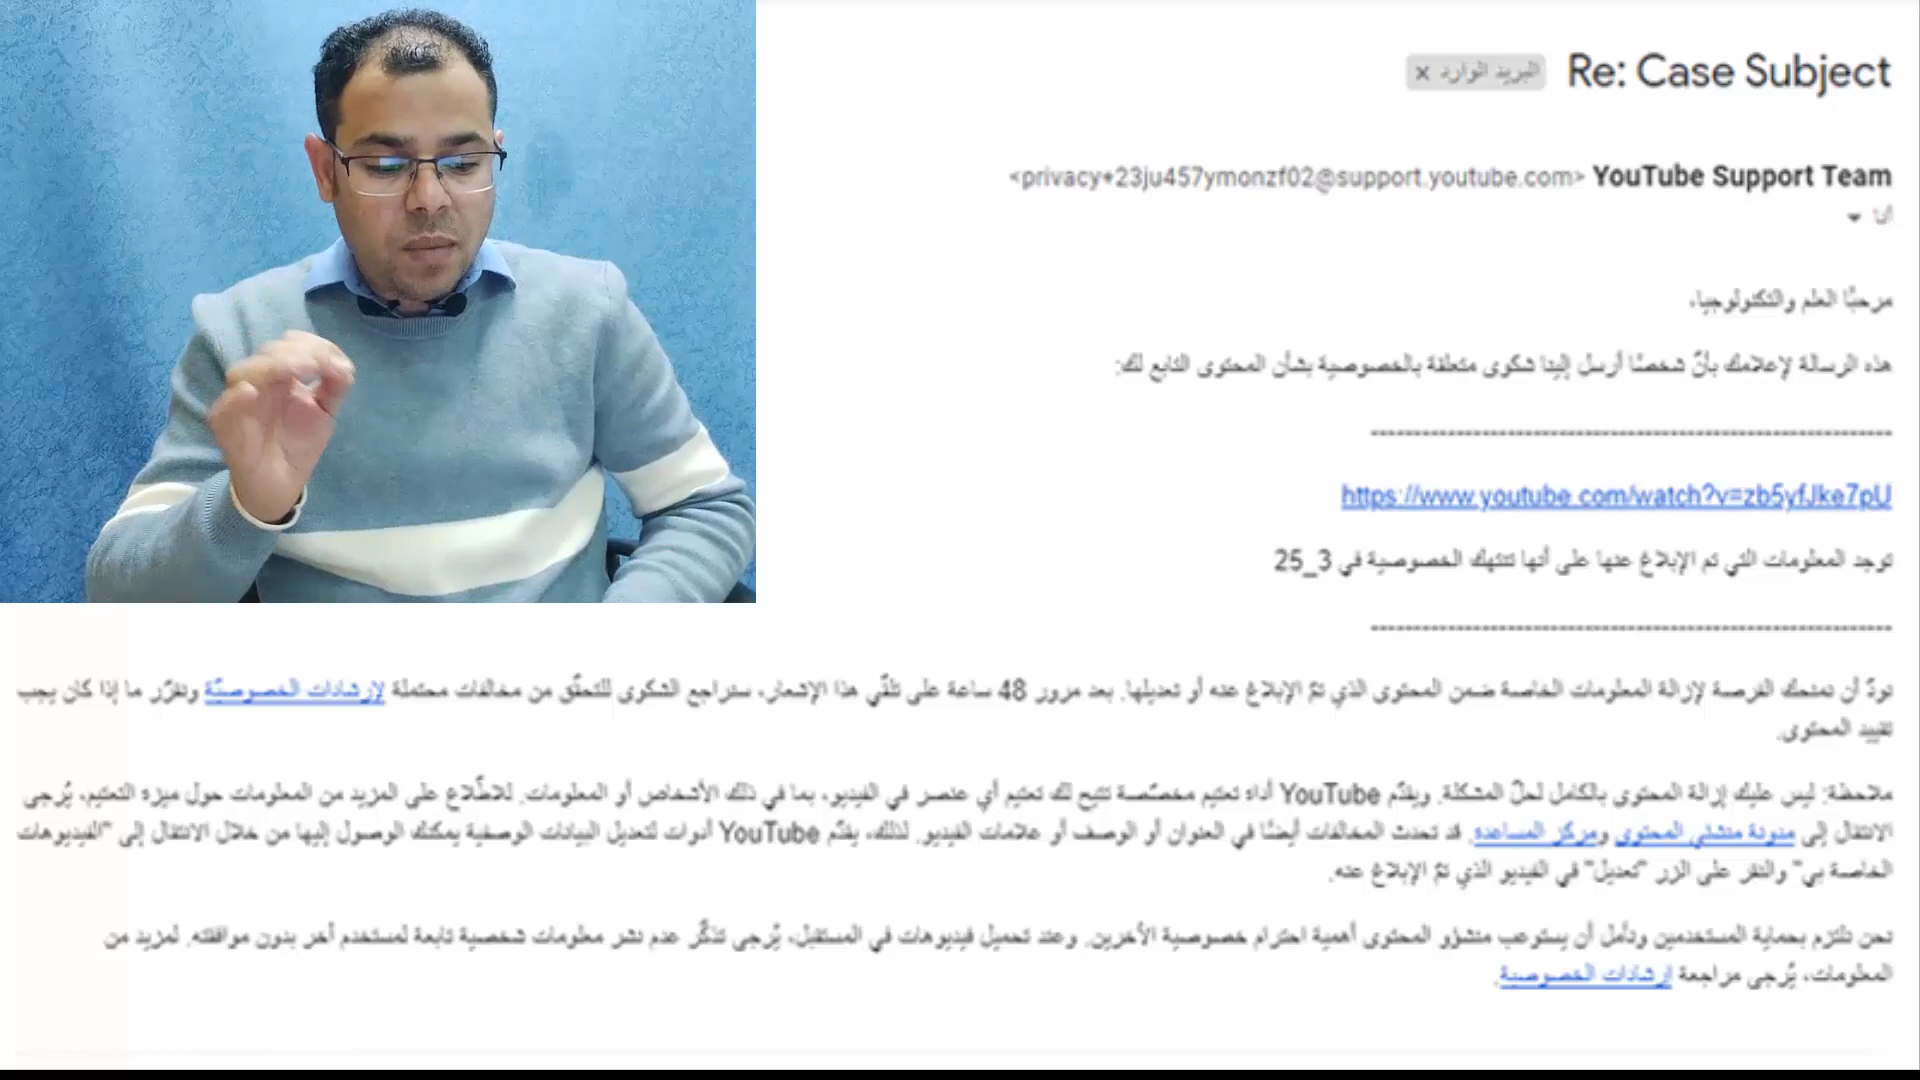 Re: Case Subject
البريد الوارد ×
YouTube Support Team <privacy+23ju457ymonzf02@support.youtube.com>
أنا
مرحبًا العلم والتكنولوجيا،
هذه الرسالة لإعلامك بأنّ شخصًا أرسل إلينا شكوى متعلقة بالخصوصية بشأن المحتوى التابع لك:
------------------------------------------------------------
https://www.youtube.com/watch?v=zb5yfJke7pU
توجد المعلومات التي تم الإبلاغ عنها على أنها تنتهك الخصوصية في 3_25
------------------------------------------------------------
نودّ أن نمنحك الفرصة لإزالة المعلومات الخاصة ضمن المحتوى الذي تمّ الإبلاغ عنه أو تعديلها. بعد مرور 48 ساعة على تلقّي هذا الإشعار، سنراجع الشكوى للتحقّق من مخالفات محتملة لإرشادات الخصوصيّة ونقرّر ما إذا كان يجب
تقييد المحتوى.
ملاحظة: ليس عليك إزالة المحتوى بالكامل لحلّ المشكلة. ويقدّم YouTube أداة تعتيم مخصّصة تتيح لك تعتيم أي عنصر في الفيديو، بما في ذلك الأشخاص أو المعلومات. للاطّلاع على المزيد من المعلومات حول ميزة التعتيم، يُرجى
الانتقال إلى مدونة منشئي المحتوى ومركز المساعدة. قد تحدث المخالفات أيضًا في العنوان أو الوصف أو علامات الفيديو. لذلك، يقدّم YouTube أدوات لتعديل البيانات الوصفية يمكنك الوصول إليها من خلال الانتقال إلى "الفيديوهات
الخاصة بي" والنقر على الزر "تعديل" في الفيديو الذي تمّ الإبلاغ عنه.
نحن نلتزم بحماية المستخدمين ونأمل أن يستوعب منشؤو المحتوى أهمية احترام خصوصية الآخرين. وعند تحميل فيديوهات في المستقبل، يُرجى تذكُّر عدم نشر معلومات شخصية تابعة لمستخدم آخر بدون موافقته. لمزيد من
المعلومات، يُرجى مراجعة إرشادات الخصوصية.